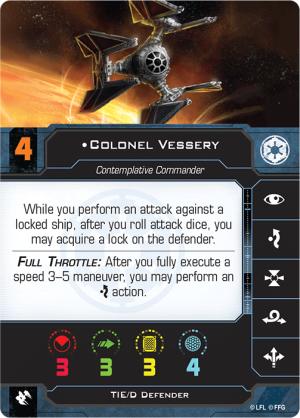 4
•Colonel Vessery
Contemplative Commander
While you perform an attack against a
locked ship, after you roll attack dice, you
may acquire a lock on the defender.
Full Throttle: After you fully execute a
speed 3–5 maneuver, you may perform an
action.
3 3 3 4
TIE/D Defender
©LFL ©FFG